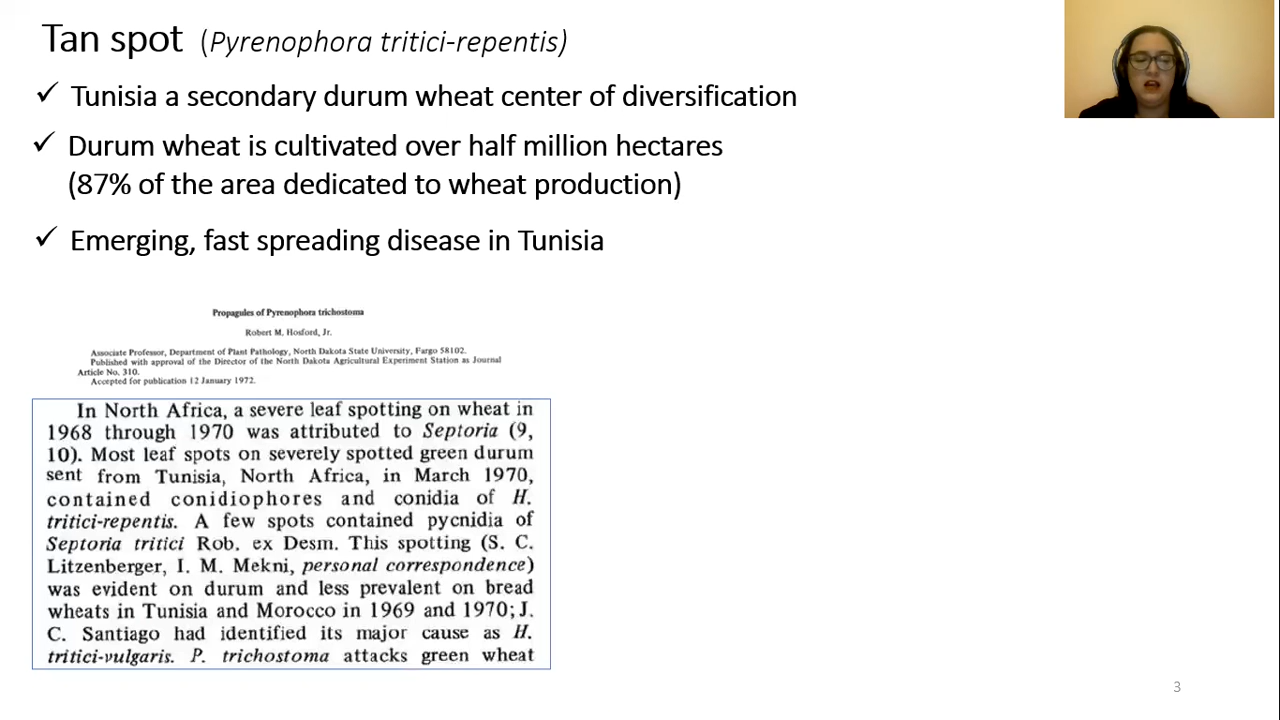 Tan spot (Pyrenophora tritici-repentis)
✓ Tunisia a secondary durum wheat center of diversification
✓ Durum wheat is cultivated over half million hectares
(87% of the area dedicated to wheat production)
✓ Emerging, fast spreading disease in Tunisia
Propagules of Pyrenophora trichostoma
Robert M. Hosford, Jr.
Associate Professor, Department of Plant Pathology, North Dakota State University, Fargo 58102.
Published with approval of the Director of the North Dakota Agricultural Experiment Station as Journal
Article No. 310.
Accepted for publication 12 January 1972.
In North Africa, a severe leaf spotting on wheat in
1968 through 1970 was attributed to Septoria (9,
10). Most leaf spots on severely spotted green durum
sent from Tunisia, North Africa, in March 1970,
contained conidiophores and conidia of H.
tritici-repentis. A few spots contained pycnidia of
Septoria tritici Rob. ex Desm. This spotting (S. C.
Litzenberger, I. M. Mekni, personal correspondence)
was evident on durum and less prevalent on bread
wheats in Tunisia and Morocco in 1969 and 1970; J.
C. Santiago had identified its major cause as H.
tritici-vulgaris. P. trichostoma attacks green wheat
3